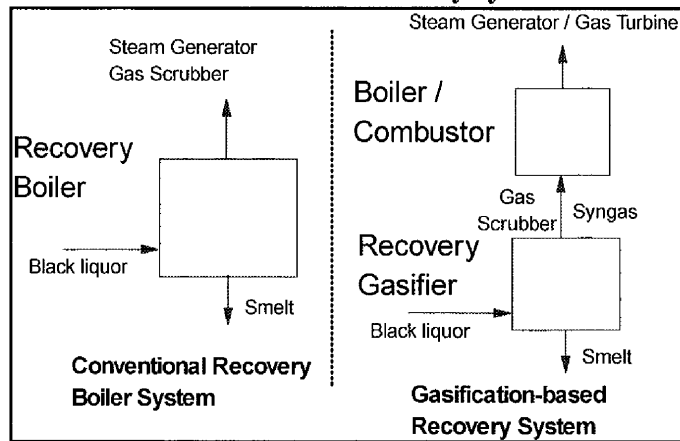 Steam Generator
Gas Scrubber
Recovery
Boiler
Black liquor
Smelt
Conventional Recovery
Boiler System
Steam Generator / Gas Turbine
Boiler /
Combustor
Gas
Scrubber
Syngas
Recovery
Gasifier
Black liquor
Smelt
Gasification-based
Recovery System